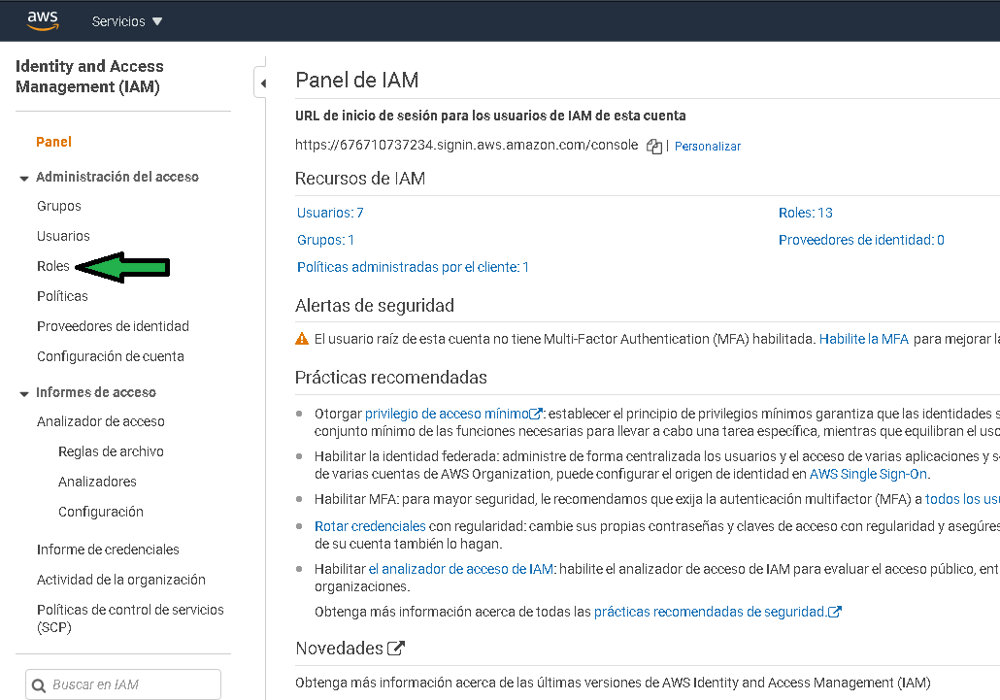 aws
Servicios
Identity and Access
Management (IAM)
Panel
Administración del acceso
Grupos
Usuarios
Roles
Políticas
Proveedores de identidad
Configuración de cuenta
Informes de acceso
Analizador de acceso
Reglas de archivo
Analizadores
Configuración
Informe de credenciales
Actividad de la organización
Políticas de control de servicios
(SCP)
Buscar en IAM
Panel de IAM
URL de inicio de sesión para los usuarios de IAM de esta cuenta
https://676710737234.signin.aws.amazon.com/console | Personalizar
Recursos de IAM
Usuarios: 7
Roles: 13
Grupos: 1
Proveedores de identidad: 0
Políticas administradas por el cliente: 1
Alertas de seguridad
El usuario raíz de esta cuenta no tiene Multi-Factor Authentication (MFA) habilitada. Habilite la MFA para mejorar
Prácticas recomendadas
Otorgar privilegio de acceso mínimo: establecer el principio de privilegios mínimos garantiza que las identidades
conjunto mínimo de las funciones necesarias para llevar a cabo una tarea específica, mientras que equilibran el
Habilitar la identidad federada: administre de forma centralizada los usuarios y el acceso de varias aplicaciones y
de varias cuentas de AWS Organization, puede configurar el origen de identidad en AWS Single Sign-On.
Habilitar MFA: para mayor seguridad, le recomendamos que exija la autenticación multifactor (MFA) a todos los
Rotar credenciales con regularidad: cambie sus propias contraseñas y claves de acceso con regularidad y
de su cuenta también lo hagan.
Habilitar el analizador de acceso de IAM: habilite el analizador de acceso de IAM para evaluar el acceso público,
organizaciones.
Obtenga más información acerca de todas las prácticas recomendadas de seguridad.
Novedades
Obtenga más información acerca de las últimas versiones de AWS Identity and Access Management (IAM)